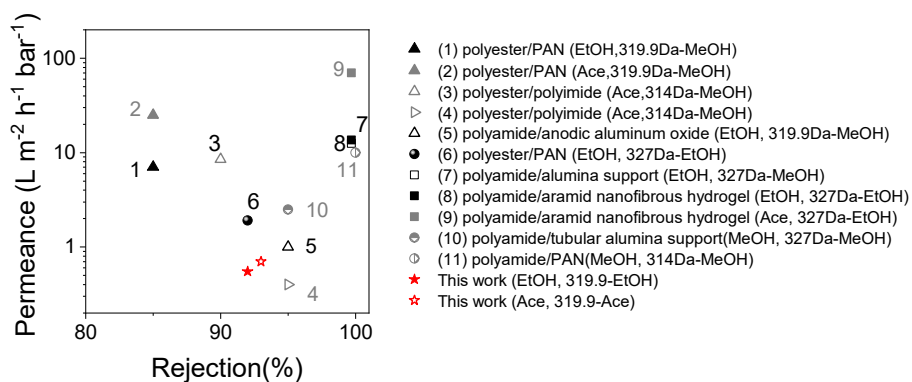 Permeance (L m⁻² h⁻¹ bar⁻¹)
100
10
1
80
90
100
Rejection(%)
1
2
3
4
5
6
7
8
9
10
11
(1) polyester/PAN (EtOH,319.9Da-MeOH)
(2) polyester/PAN (Ace,319.9Da-MeOH)
(3) polyester/polyimide (Ace,314Da-MeOH)
(4) polyester/polyimide (Ace,314Da-MeOH)
(5) polyamide/anodic aluminum oxide (EtOH, 319.9Da-MeOH)
(6) polyester/PAN (EtOH, 327Da-EtOH)
(7) polyamide/alumina support (EtOH, 327Da-MeOH)
(8) polyamide/aramid nanofibrous hydrogel (EtOH, 327Da-EtOH)
(9) polyamide/aramid nanofibrous hydrogel (Ace, 327Da-EtOH)
(10) polyamide/tubular alumina support(MeOH, 327Da-MeOH)
(11) polyamide/PAN(MeOH, 314Da-MeOH)
This work (EtOH, 319.9-EtOH)
This work (Ace, 319.9-Ace)